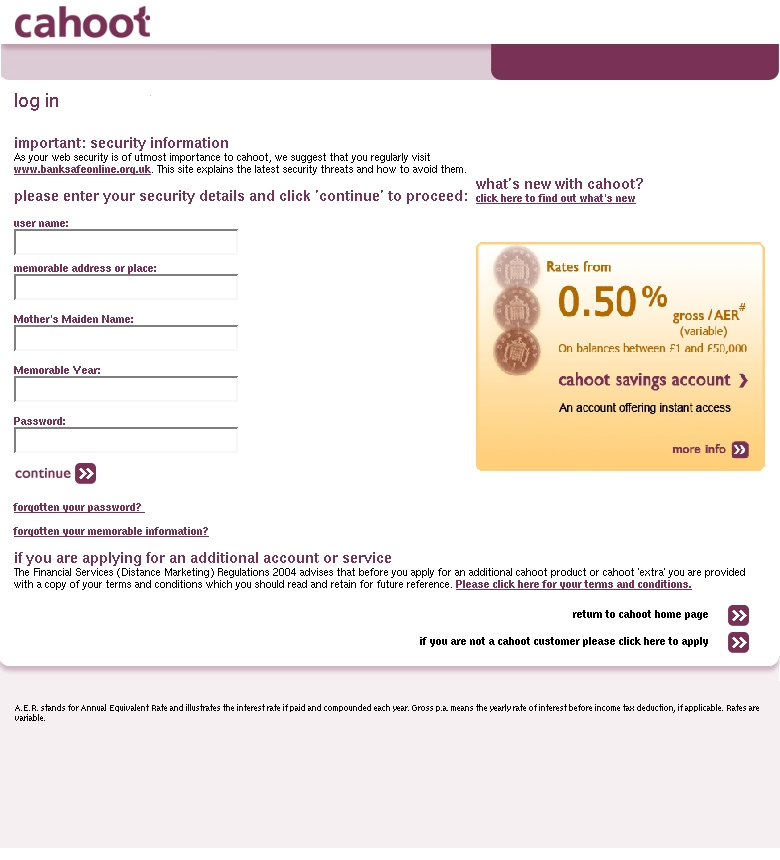 cahoot
log in
important: security information
As your web security is of utmost importance to cahoot, we suggest that you regularly visit
www.banksafeonline.org.uk. This site explains the latest security threats and how to avoid them.
please enter your security details and click 'continue' to proceed:
user name:
memorable address or place:
Mother's Maiden Name:
Memorable Year:
Password:
continue
forgotten your password?
forgotten your memorable information?
what's new with cahoot?
click here to find out what's new
Rates from
0.50%
gross / AER#
(variable)
On balances between £1 and £50,000
cahoot savings account
An account offering instant access
more info
if you are applying for an additional account or service
The Financial Services (Distance Marketing) Regulations 2004 advises that before you apply for an additional cahoot product or cahoot 'extra' you are provided
with a copy of your terms and conditions which you should read and retain for future reference. Please click here for your terms and conditions.
return to cahoot home page
if you are not a cahoot customer please click here to apply
A.E.R. stands for Annual Equivalent Rate and illustrates the interest rate if paid and compounded each year. Gross p.a. means the yearly rate of interest before income tax deduction, if applicable. Rates are
variable.